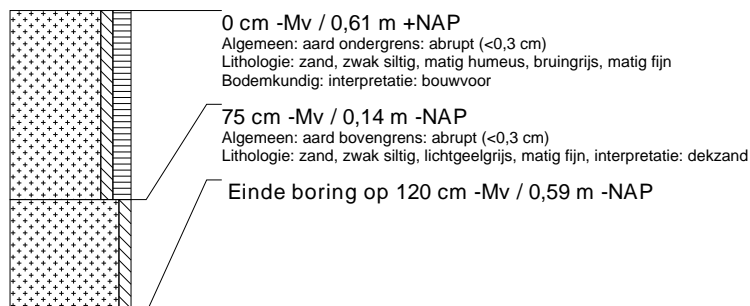 0 cm -Mv / 0,61 m +NAP
Algemeen: aard ondergrens: abrupt (<0,3 cm)
Lithologie: zand, zwak siltig, matig humeus, bruingrijs, matig fijn
Bodemkundig: interpretatie: bouwvoor
75 cm -Mv / 0,14 m -NAP
Algemeen: aard bovengrens: abrupt (<0,3 cm)
Lithologie: zand, zwak siltig, lichtgeelgrijs, matig fijn, interpretatie: dekzand
Einde boring op 120 cm -Mv / 0,59 m -NAP